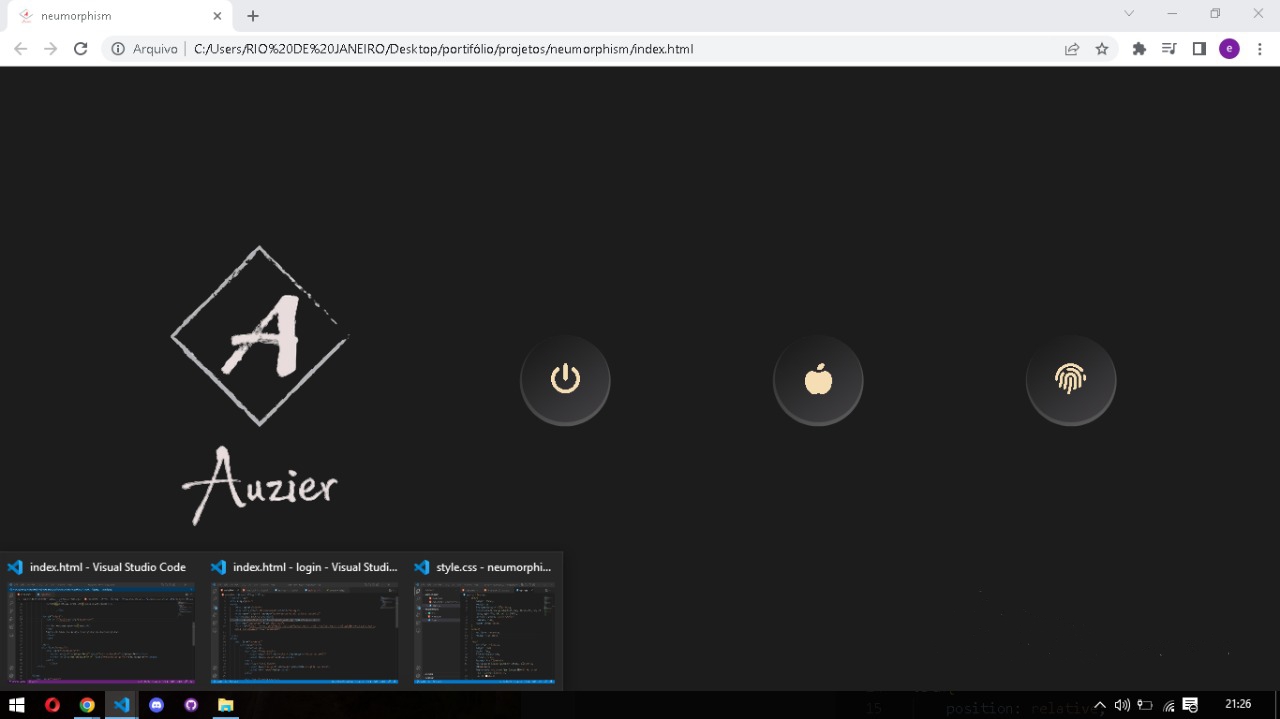 neumorphism
Arquivo
C:/Users/RIO%20DE%20JANEIRO/Desktop/portifólio/projetos/neumorphism/index.html
e
A
Auzier
index.html - Visual Studio Code
index.html - login - Visual Studi...
style.css - neumorphi...
15 position: relative;
21:26